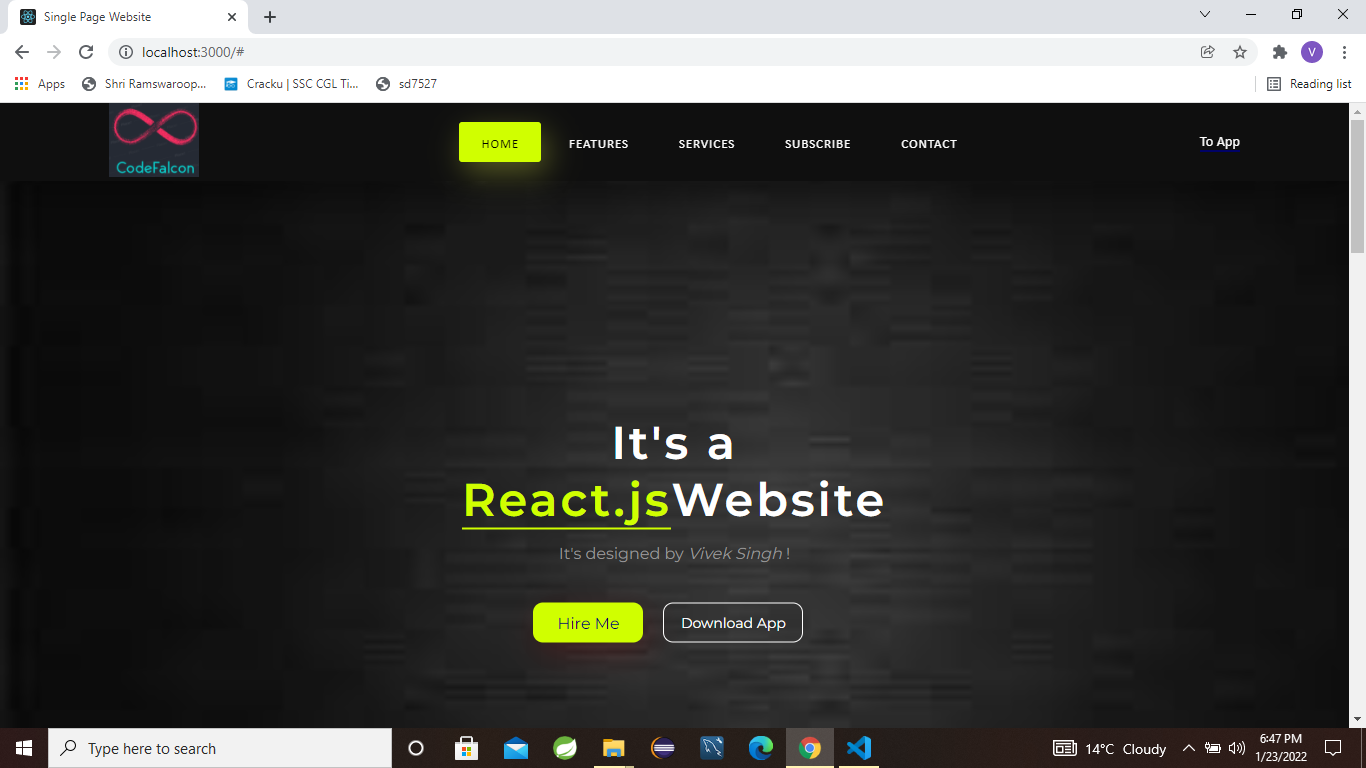 Single Page Website
localhost:3000/#
V
Apps
Shri Ramswaroop...
Cracku | SSC CGL Ti...
sd7527
Reading list
CodeFalcon
HOME
FEATURES
SERVICES
SUBSCRIBE
CONTACT
To App
It's a
React.jsWebsite
It's designed by Vivek Singh !
Hire Me
Download App
Type here to search
14°C Cloudy
6:47 PM
1/23/2022